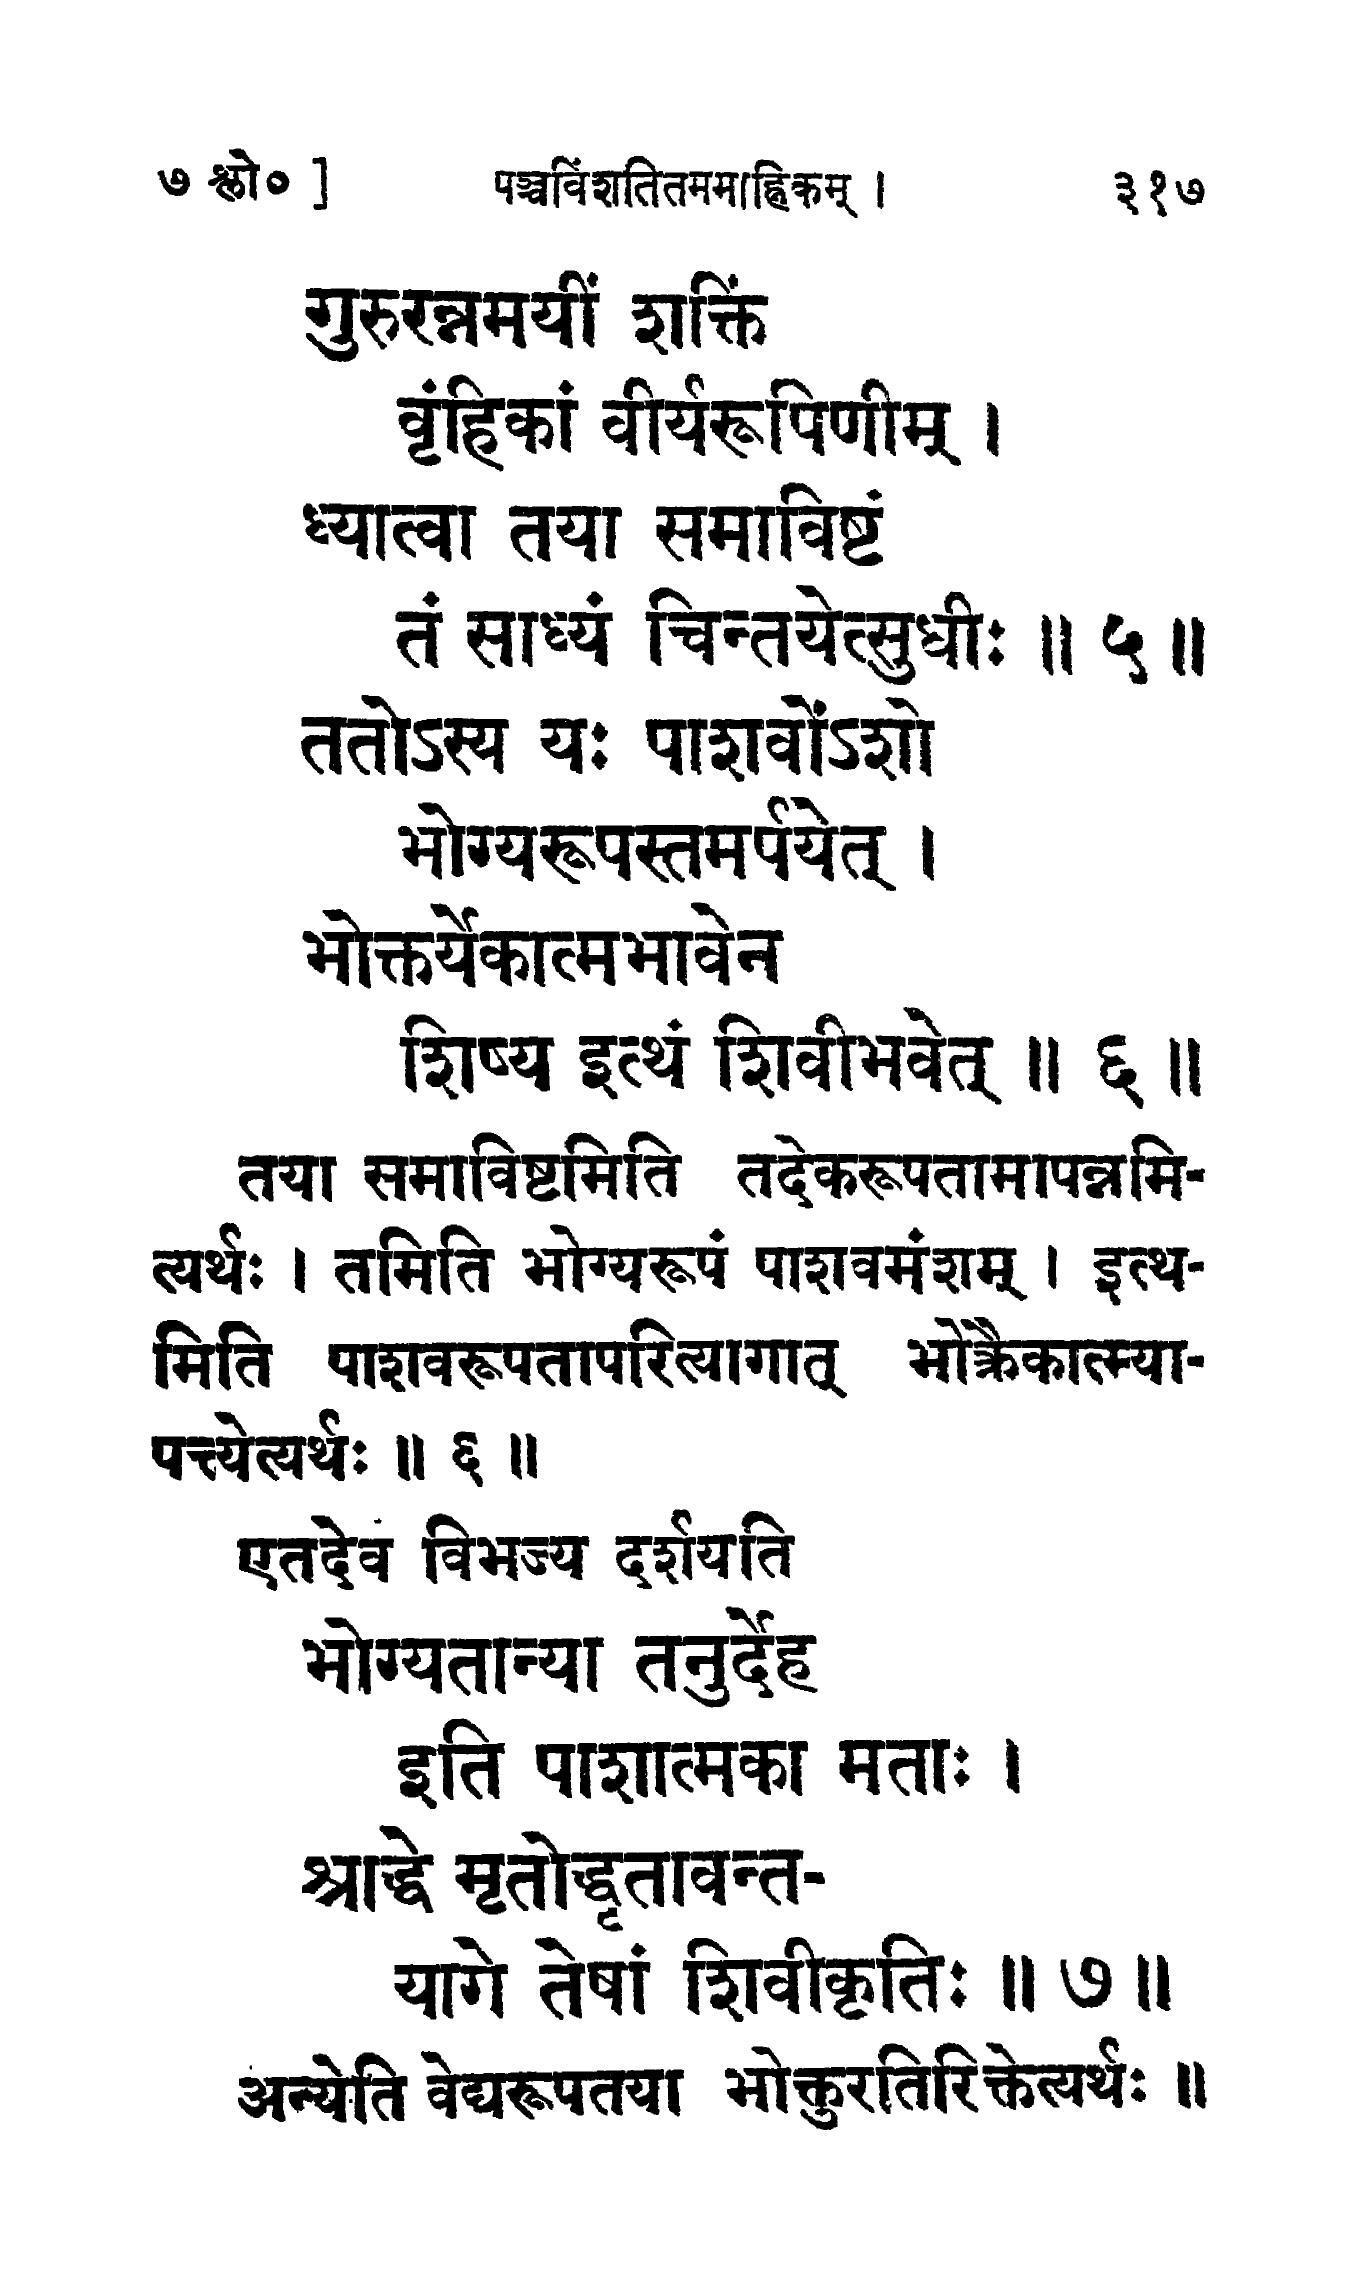 ७ श्लो० ] पञ्चविंशतितममाह्निकम् । ३१७
गुरुरन्नमयीं शक्तिं
वृंहिकां वीर्यरूपिणीम् ।
ध्यात्वा तया समाविष्टं
तं साध्यं चिन्तयेत्सुधीः ॥ ५ ॥
ततोऽस्य यः पाशवोंऽशो
भोग्यरूपस्तमर्पयेत् ।
भोक्तर्येकात्मभावेन
शिष्य इत्थं शिवीभवेत् ॥ ६ ॥
तया समाविष्टमिति तदेकरूपतामापन्नमि-
त्यर्थः । तमिति भोग्यरूपं पाशवमंशम् । इत्थ-
मिति पाशवरूपतापरित्यागात् भोक्त्रैकात्म्या-
पत्त्येत्यर्थः ॥ ६ ॥
एतदेव विभज्य दर्शयति
भोग्यतान्या तनुर्देह
इति पाशात्मका मताः ।
श्राद्धे मृतोद्धृतावन्त-
यागे तेषां शिवीकृतिः ॥ ७ ॥
अन्येति वेद्यरूपतया भोक्तुरतिरिक्तेत्यर्थः ॥